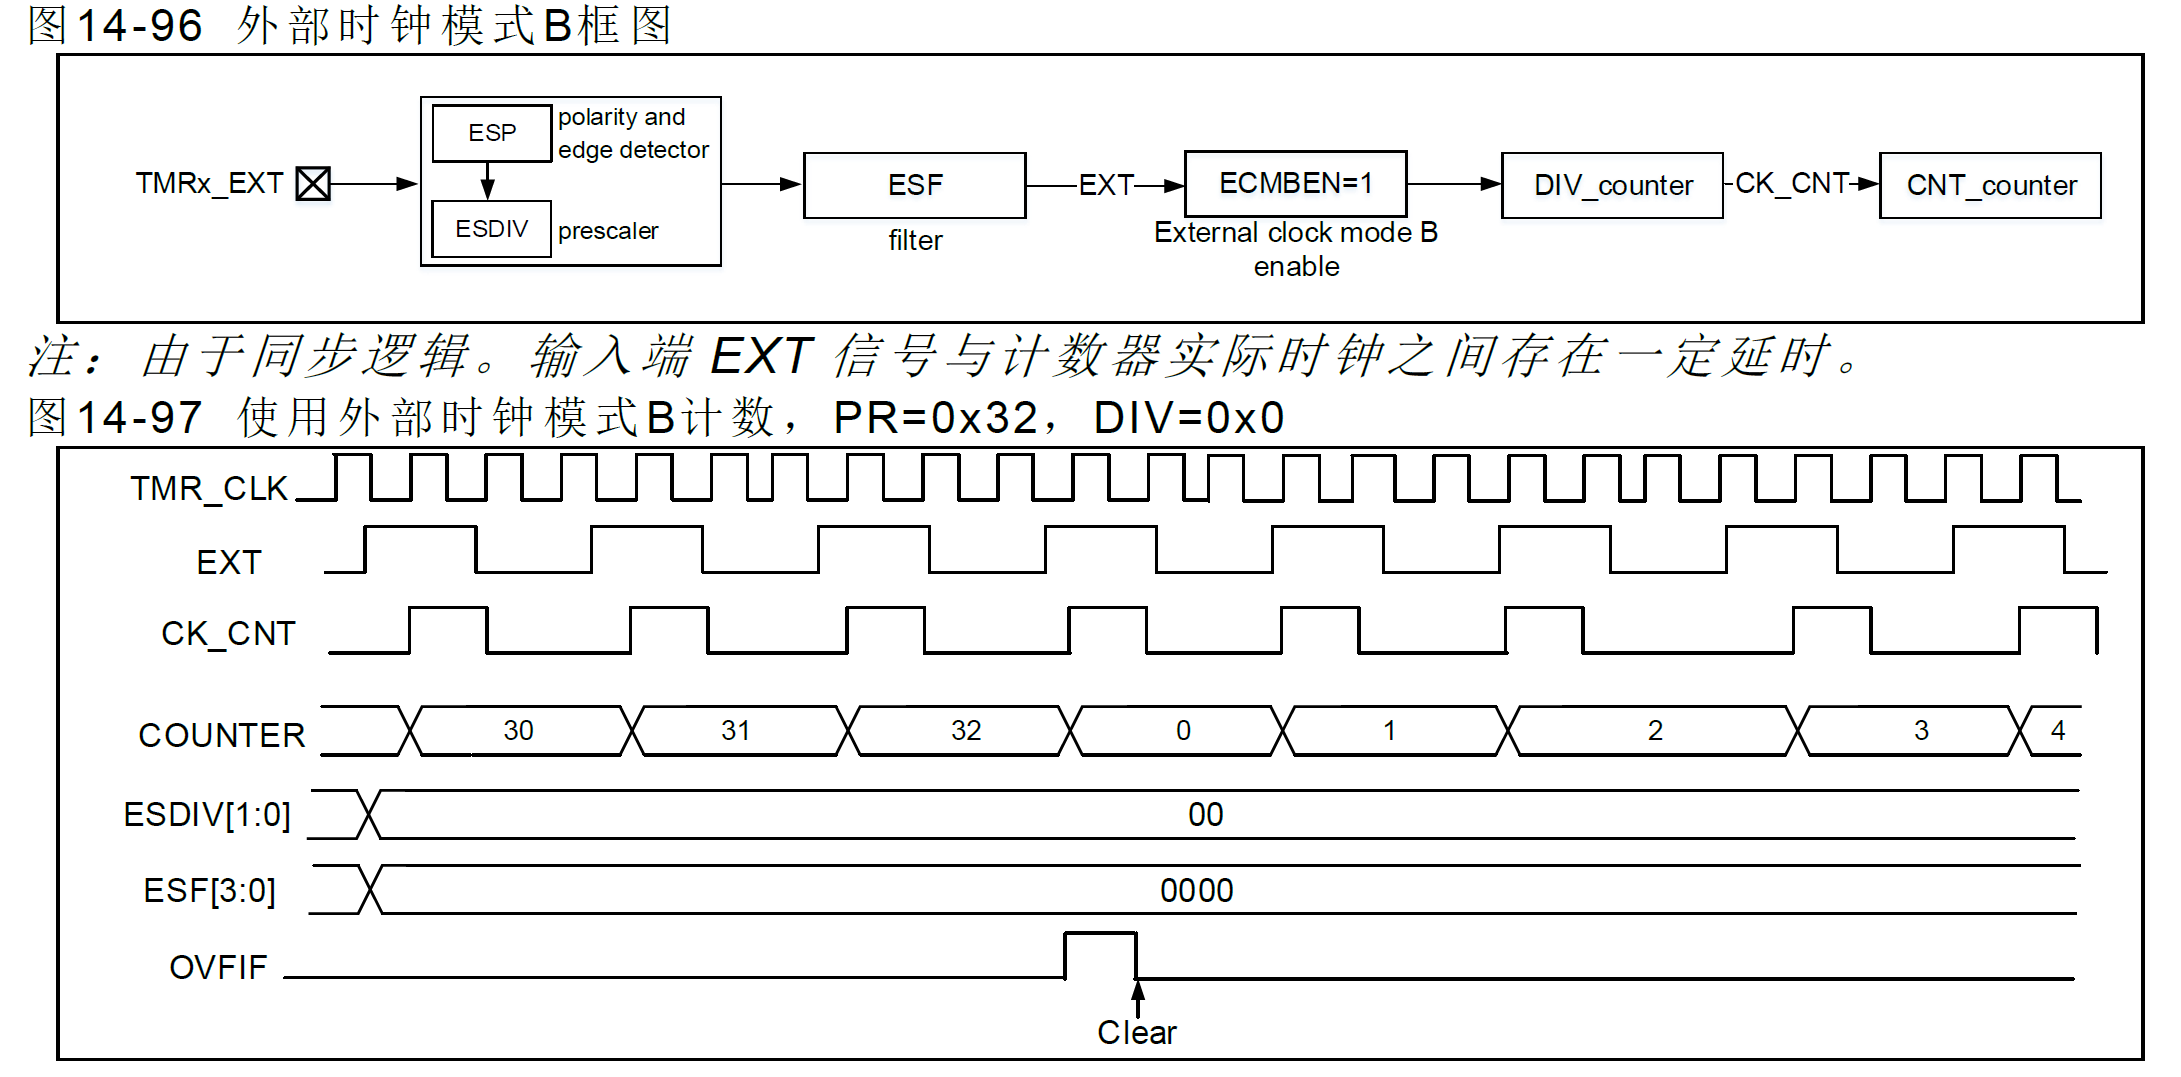 图14-96 外部时钟模式B框图
TMRx_EXT
ESP
polarity and
edge detector
ESDIV
prescaler
ESF
filter
EXT
ECMBEN=1
External clock mode B
enable
DIV_counter
CK_CNT
CNT_counter
注：由于同步逻辑。输入端 EXT 信号与计数器实际时钟之间存在一定延时。
图14-97 使用外部时钟模式B计数，PR=0x32，DIV=0x0
TMR_CLK
EXT
CK_CNT
COUNTER 30 31 32 0 1 2 3 4
ESDIV[1:0] 00
ESF[3:0] 0000
OVFIF
Clear